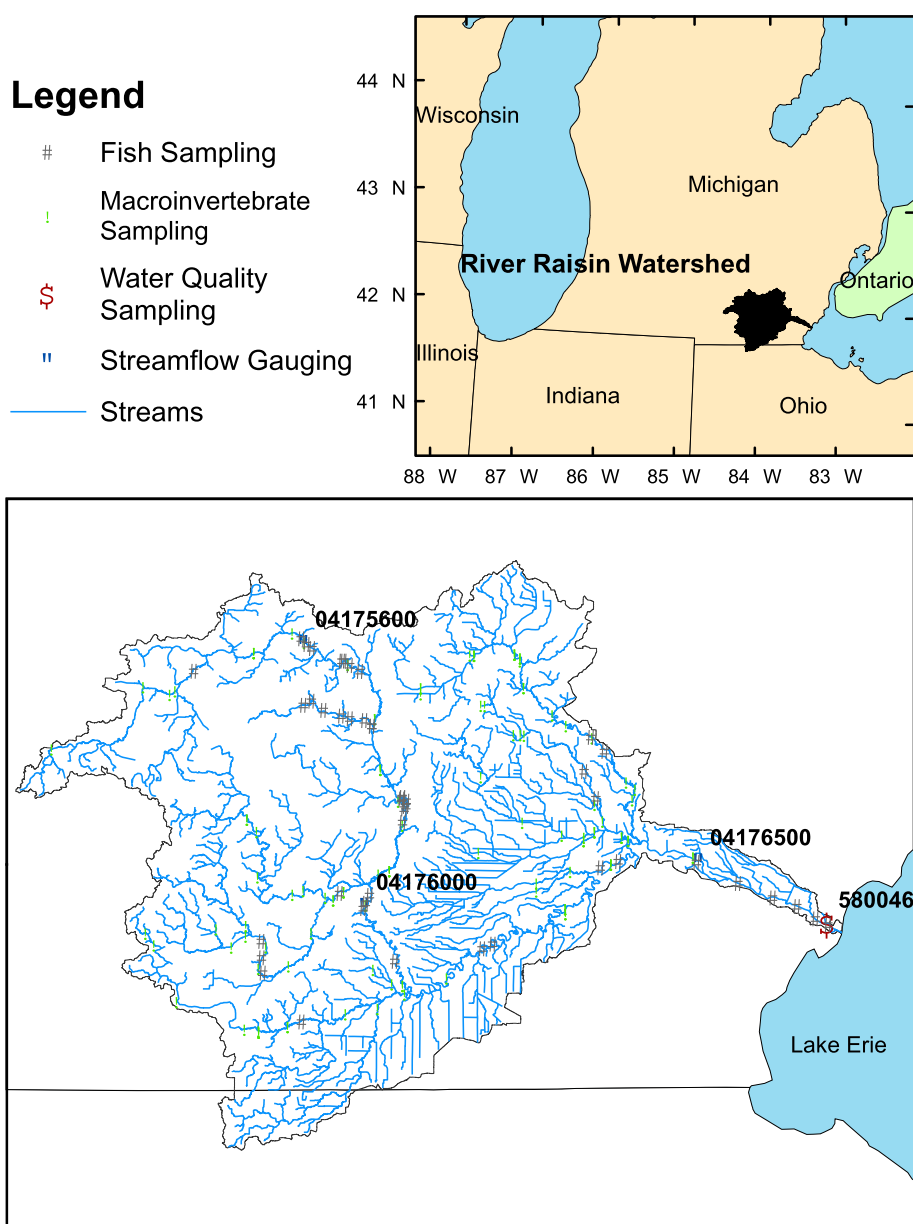 Legend
# Fish Sampling
! Macroinvertebrate
Sampling
$ Water Quality
Sampling
" Streamflow Gauging
Streams
44 N
43 N
42 N
41 N
88 W 87 W 86 W 85 W 84 W 83 W
Wisconsin
Michigan
River Raisin Watershed
Ontario
Illinois
Indiana
Ohio
04175600
04176500
04176000
580046
Lake Erie